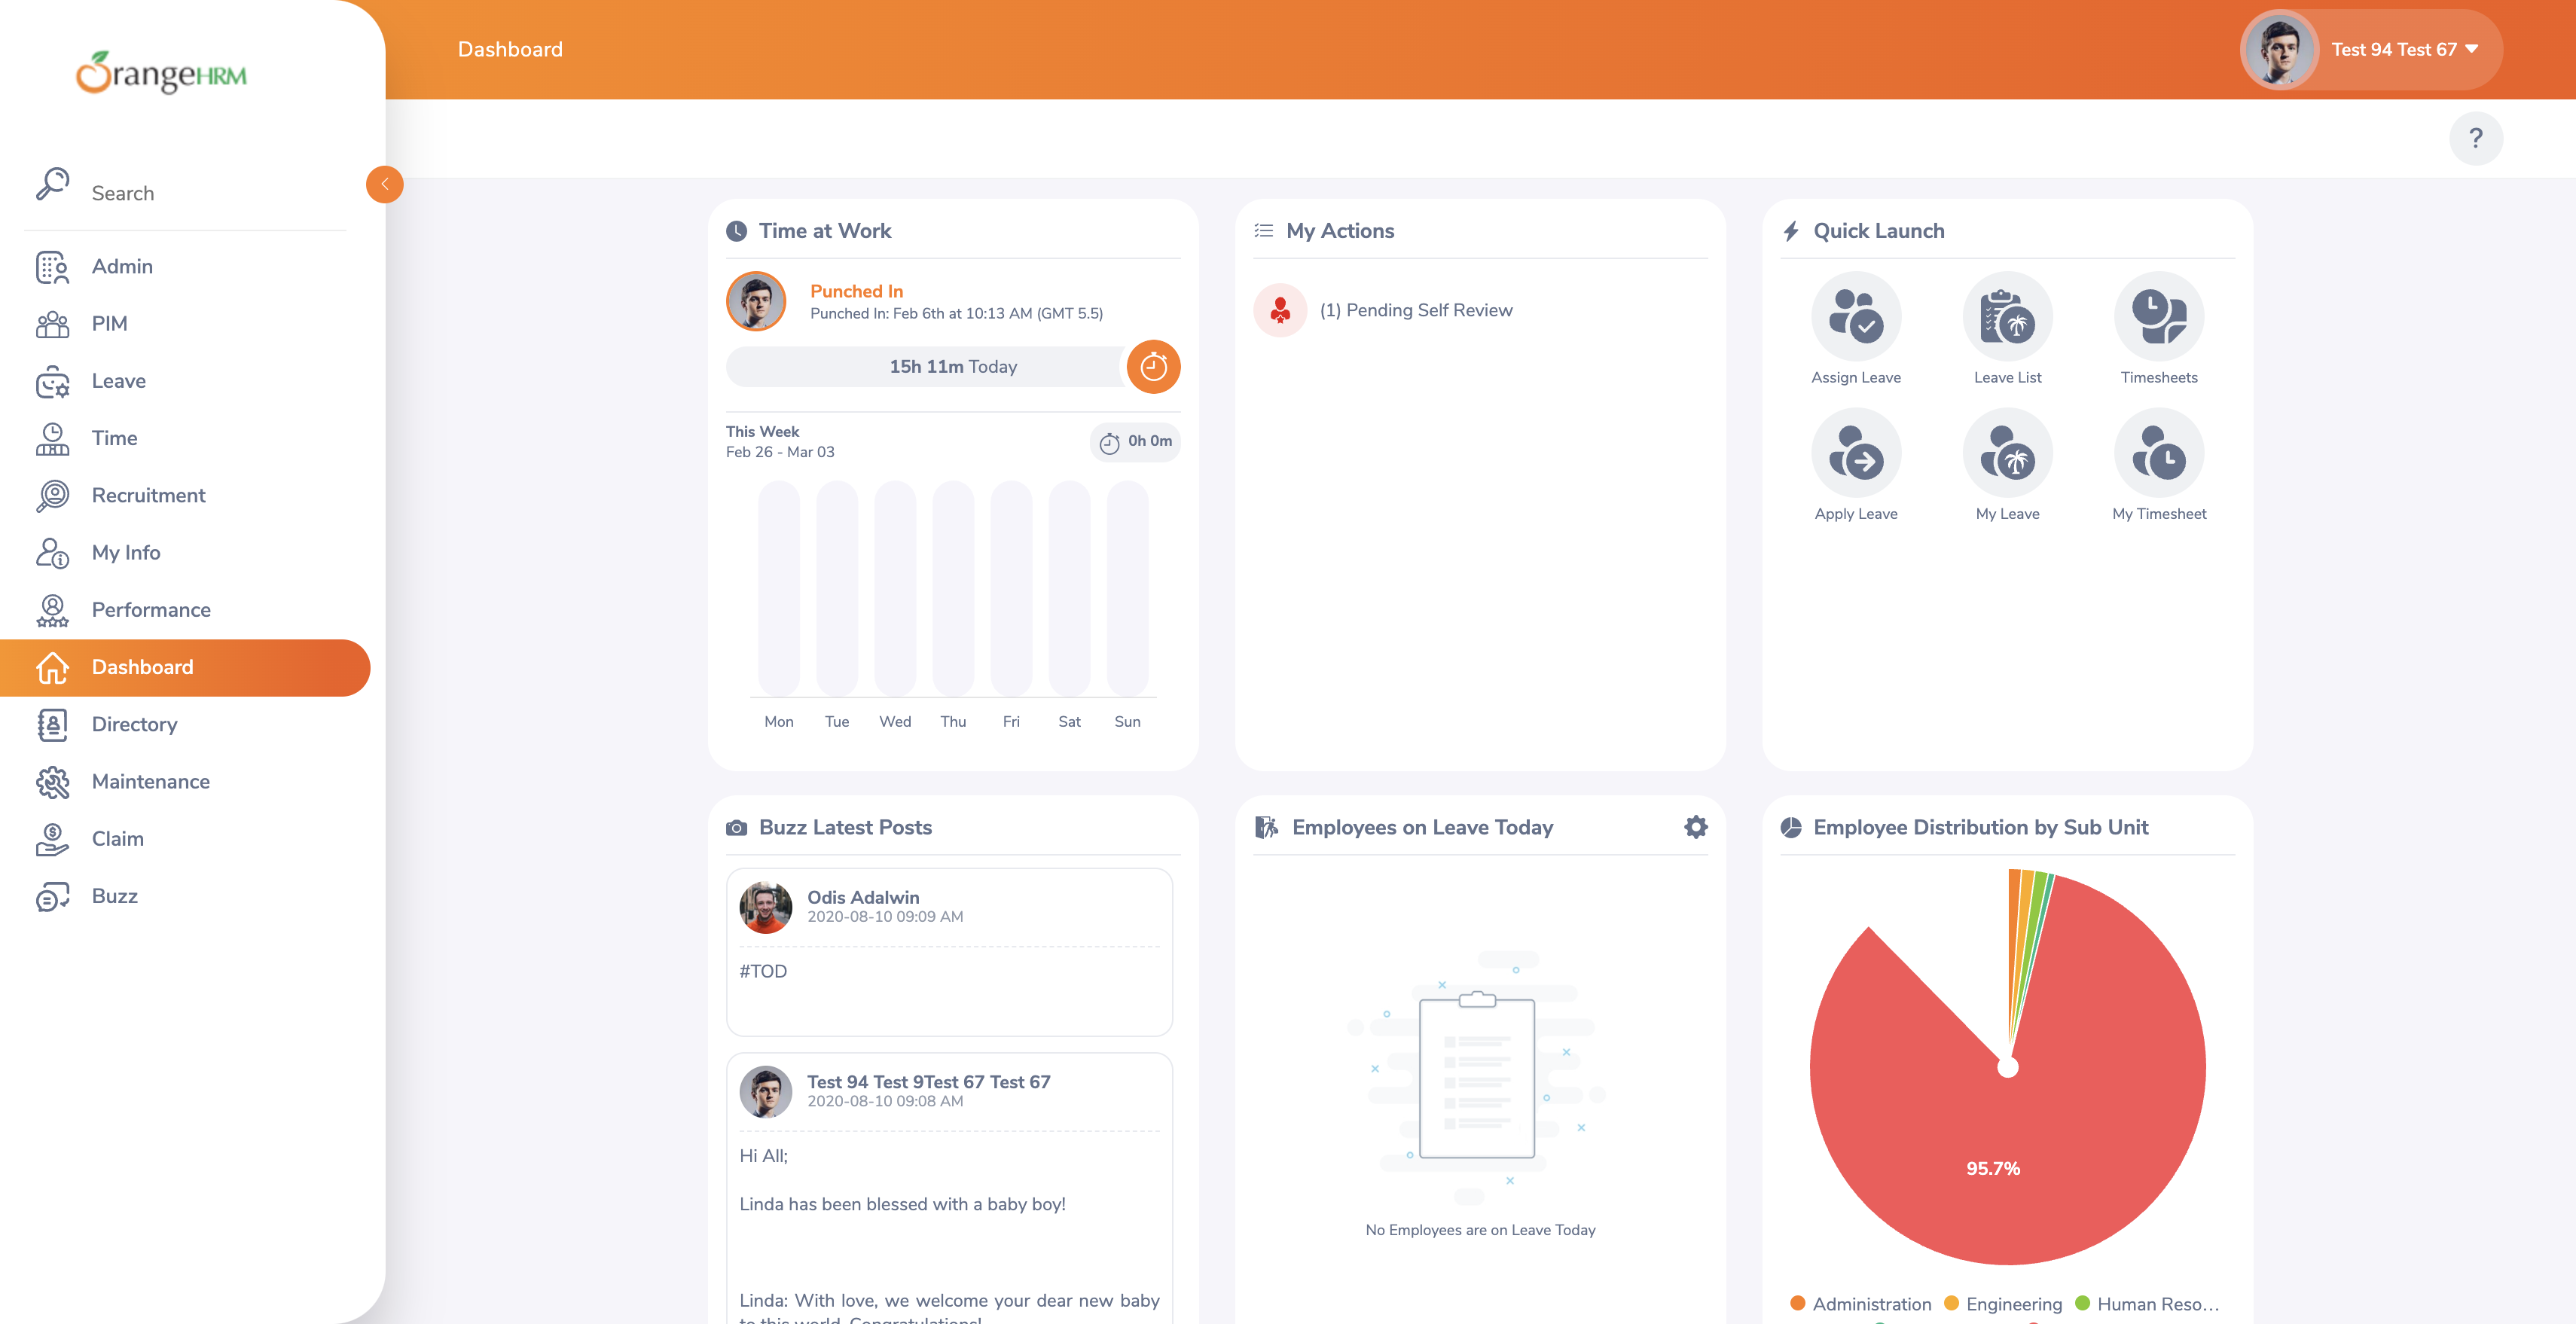 OrangeHRM
Dashboard
Test 94 Test 67
?
Search
Admin
PIM
Leave
Time
Recruitment
My Info
Performance
Dashboard
Directory
Maintenance
Claim
Buzz
Time at Work
Punched In
Punched In: Feb 6th at 10:13 AM (GMT 5.5)
15h 11m Today
This Week
Feb 26 - Mar 03
0h 0m
Mon Tue Wed Thu Fri Sat Sun
My Actions
(1) Pending Self Review
Quick Launch
Assign Leave Leave List Timesheets
Apply Leave My Leave My Timesheet
Buzz Latest Posts
Odis Adalwin
2020-08-10 09:09 AM
#TOD
Test 94 Test 9Test 67 Test 67
2020-08-10 09:08 AM
Hi All;
Linda has been blessed with a baby boy!
Linda: With love, we welcome your dear new baby
to this world. Congratulations!
Employees on Leave Today
No Employees are on Leave Today
Employee Distribution by Sub Unit
95.7%
Administration Engineering Human Reso...